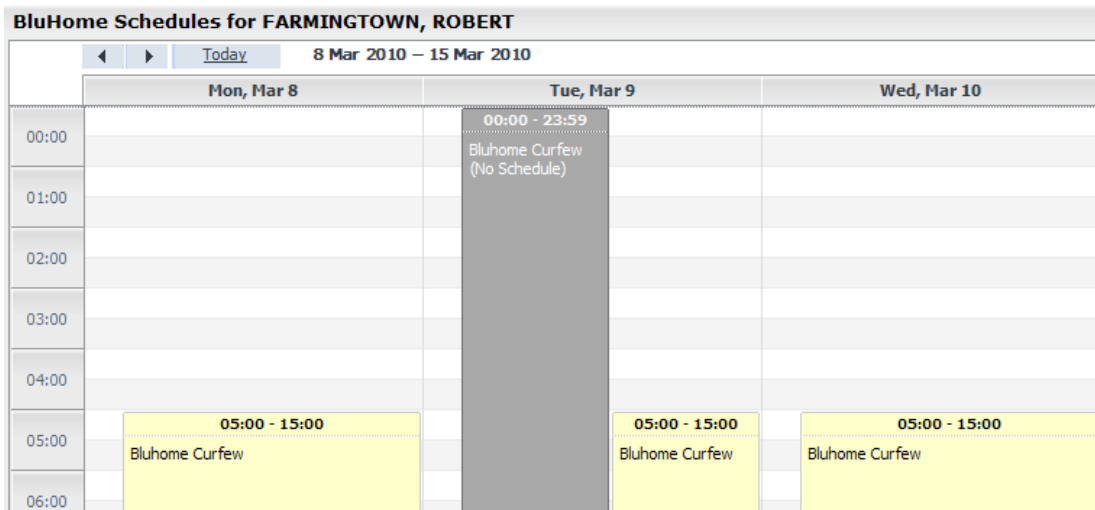 BluHome Schedules for FARMINGTOWN, ROBERT
Today 8 Mar 2010 – 15 Mar 2010
Mon, Mar 8 Tue, Mar 9 Wed, Mar 10
00:00 - 23:59
00:00
Bluhome Curfew
(No Schedule)
01:00
02:00
03:00
04:00
05:00 - 15:00 05:00 - 15:00 05:00 - 15:00
05:00
Bluhome Curfew Bluhome Curfew Bluhome Curfew
06:00